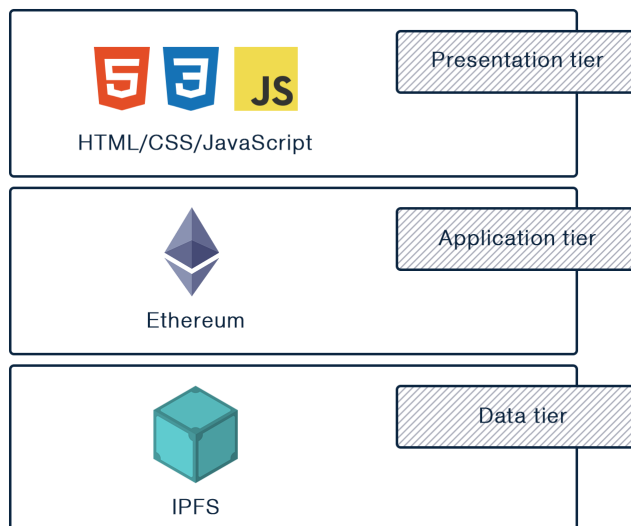 5
3
JS
Presentation tier
HTML/CSS/JavaScript
Application tier
Ethereum
Data tier
IPFS